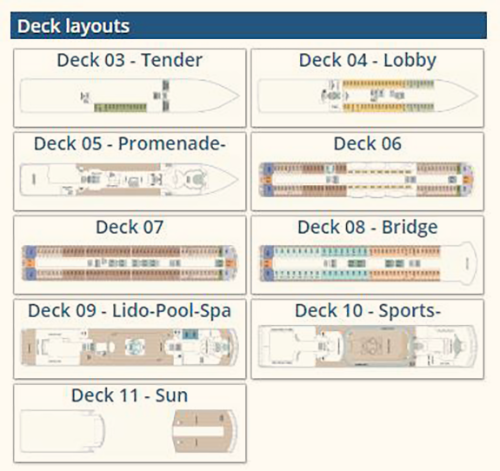 Deck layouts
Deck 03 - Tender
Deck 04 - Lobby
Deck 05 - Promenade-
Deck 06
Deck 07
Deck 08 - Bridge
Deck 09 - Lido-Pool-Spa
Deck 10 - Sports-
Deck 11 - Sun